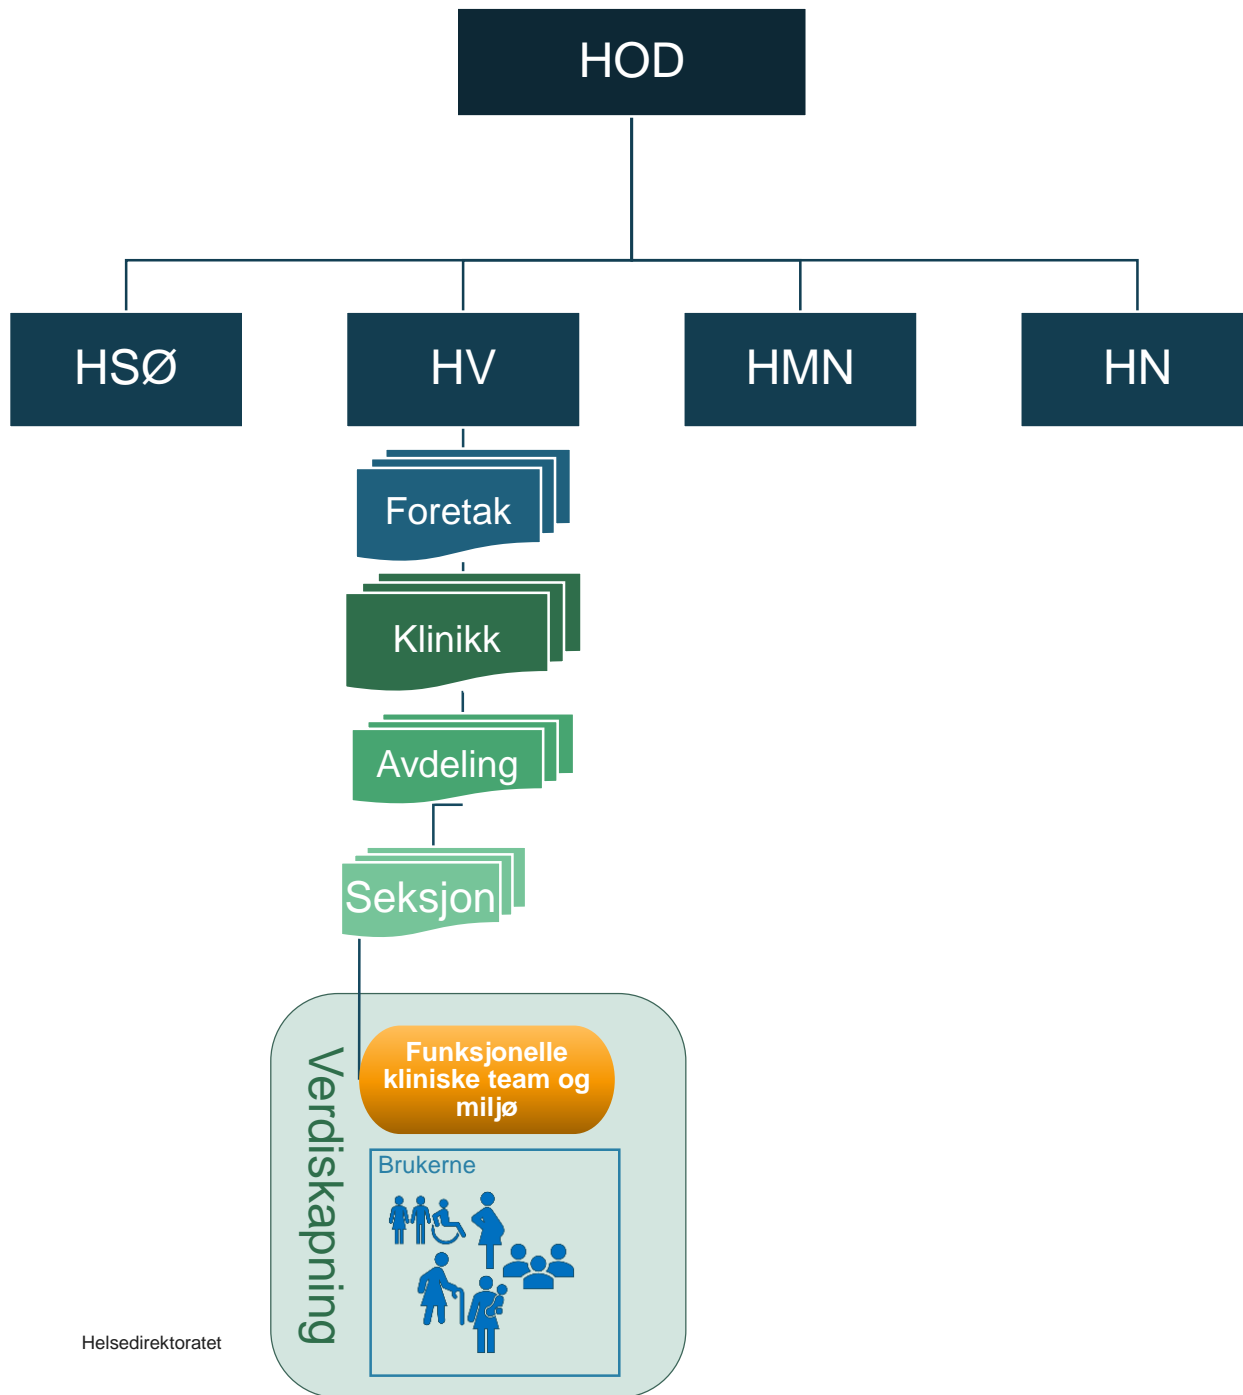 HOD
HSØ
HV
HMN
HN
Foretak
Klinikk
Avdeling
Seksjon
Verdiskapning
Funksjonelle
kliniske team og
miljø
Brukerne
Helsedirektoratet